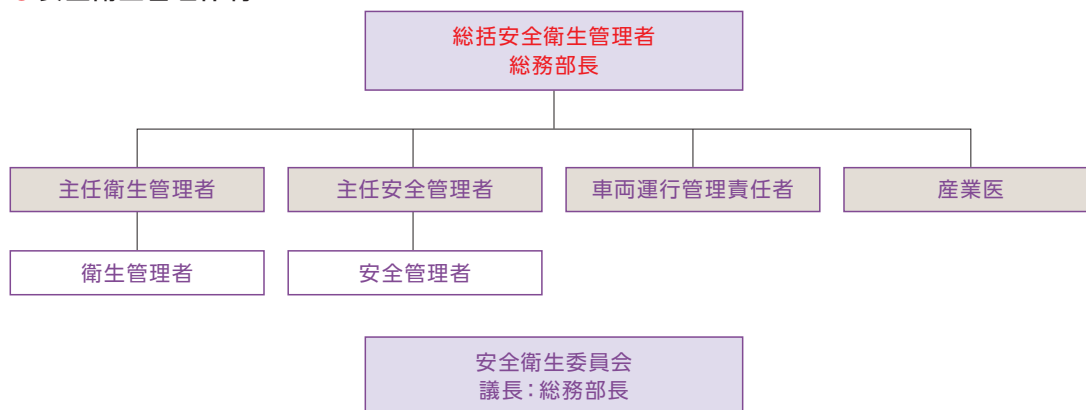 総括安全衛生管理者
総務部長
主任衛生管理者
主任安全管理者
車両運行管理責任者
産業医
衛生管理者
安全管理者
安全衛生委員会
議長：総務部長